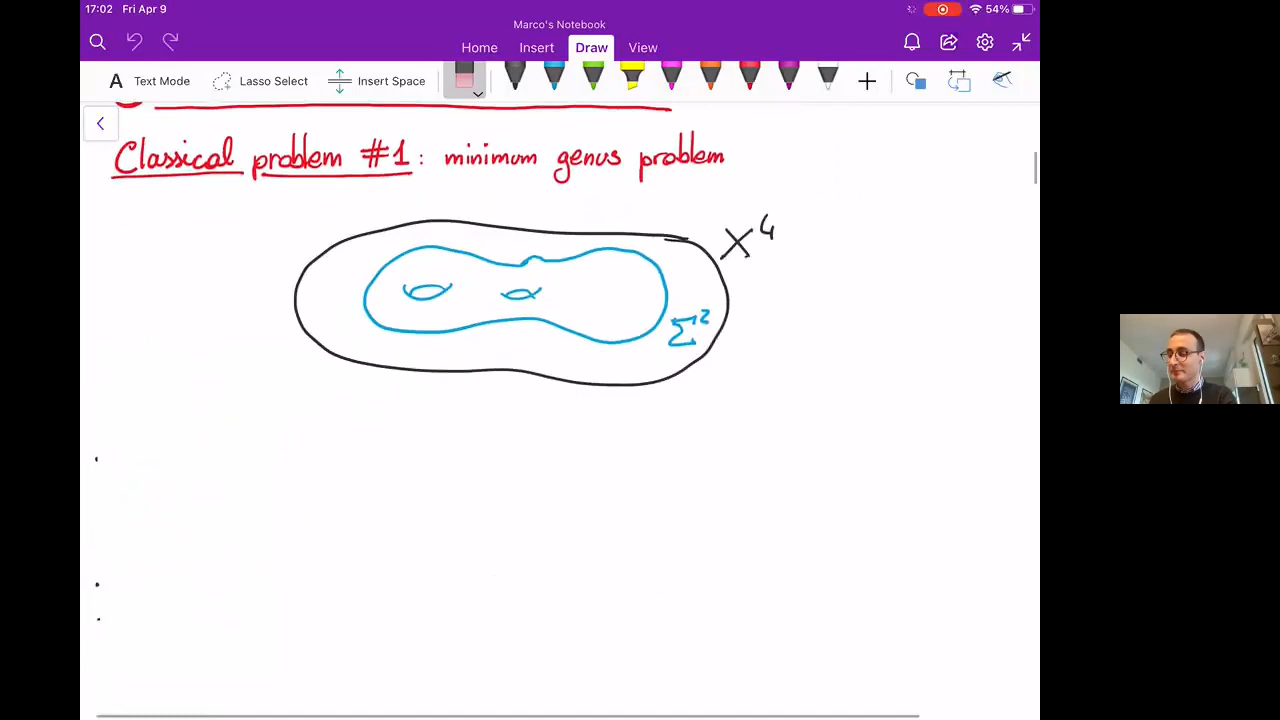 17:02 Fri Apr 9
54%
Marco's Notebook
Home Insert Draw View
A Text Mode Lasso Select Insert Space
Classical problem #1: minimum genus problem
X⁴
Σ²